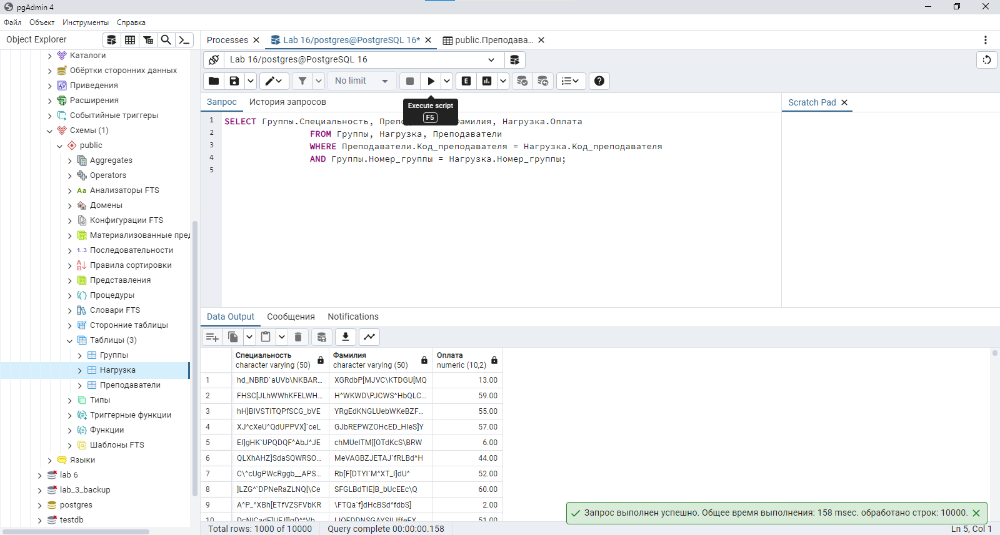 pgAdmin 4
Файл Объект Инструменты Справка
Object Explorer
Processes
Lab 16/postgres@PostgreSQL 16*
public.Преподава...
Каталоги
Обёртки сторонних данных
Приведения
Расширения
Событийные триггеры
Схемы (1)
public
Aggregates
Operators
Aa Анализаторы FTS
Домены
Конфигурации FTS
Материализованные пред
1..3 Последовательности
Правила сортировки
Представления
Процедуры
Словари FTS
Сторонние таблицы
Таблицы (3)
Группы
Нагрузка
Преподаватели
Типы
Триггерные функции
Функции
Шаблоны FTS
Языки
lab 6
lab_3_backup
postgres
testdb
Lab 16/postgres@PostgreSQL 16
No limit
E
Запрос История запросов
Execute script
F5
Scratch Pad
1 SELECT Группы.Специальность, Препод амилия, Нагрузка.Оплата
2 FROM Группы, Нагрузка, Преподаватели
3 WHERE Преподаватели.Код_преподавателя = Нагрузка.Код_преподавателя
4 AND Группы.Номер_группы = Нагрузка.Номер_группы;
5
Data Output Сообщения Notifications
Специальность Фамилия Оплата
character varying (50) character varying (50) numeric (10,2)
1 hd_NBRD`aUVb\NKBAR... XGRdbP[MJVC\KTDGU[MQ 13.00
2 FHSC[JLhWWhKFELWH... H^WKWD\PJCWS^HbQLC... 59.00
3 hH]BIVSTITQPfSCG_bVE YRgEdKNGLUebWKeBZF... 55.00
4 XJ^cXeU^QdUPPVX]`ceL GJbREPWZOHcED_HIeS]Y 57.00
5 EI]gHK`UPQDQF^AbJ^JE chMUeITM[[OTdKcS\BRW 6.00
6 QLXhAHZ]SdaSQWRSO... MeVAGBZJETAJ`fRLBd^H 44.00
7 C\^cUgPWcRggb__APS... Rb[F[DTYI`M^XT_I]dU^ 52.00
8 ]LZG^`DPNeRaZLNQ[\Ce SFGLBdTIE]B_bUcEEc\Q 60.00
9 A^P_^XBh[ETfVZSFVbKR \FTQa`f]dHcBSd^fdbS] 2.00
10 51.00
Запрос выполнен успешно. Общее время выполнения: 158 msec. обработано строк: 10000.
Total rows: 1000 of 10000 Query complete 00:00:00.158 Ln 5, Col 1